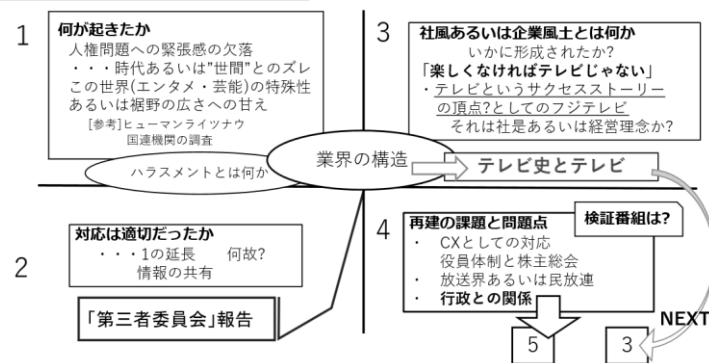 1
何が起きたか
人権問題への緊張感の欠落
・・・時代あるいは"世間"とのズレ
この世界(エンタメ・芸能)の特殊性
あるいは裾野の広さへの甘え
[参考]ヒューマンライツナウ
国連機関の調査
ハラスメントとは何か
業界の構造
2
対応は適切だったか
・・・1の延長 何故?
情報の共有
「第三者委員会」報告
3
社風あるいは企業風土とは何か
いかに形成されたか?
「楽しくなければテレビじゃない」
・テレビというサクセスストーリー
の頂点?としてのフジテレビ
それは社是あるいは経営理念か?
テレビ史とテレビ
4
再建の課題と問題点
・ CXとしての対応
役員体制と株主総会
・ 放送界あるいは民放連
・ 行政との関係
検証番組は?
NEXT
5
3